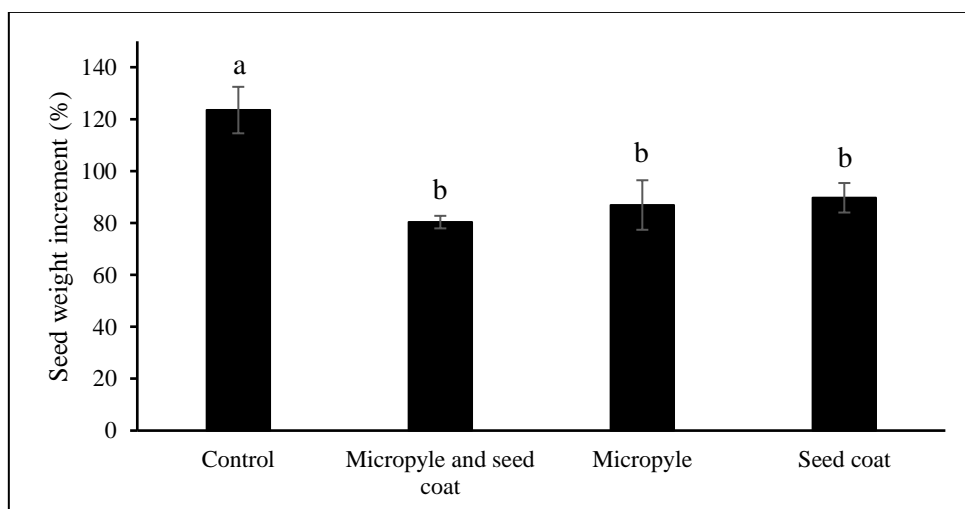 Seed weight increment (%)
140
120
100
80
60
40
20
0
a
b
b
b
Control
Micropyle and seed
coat
Micropyle
Seed coat